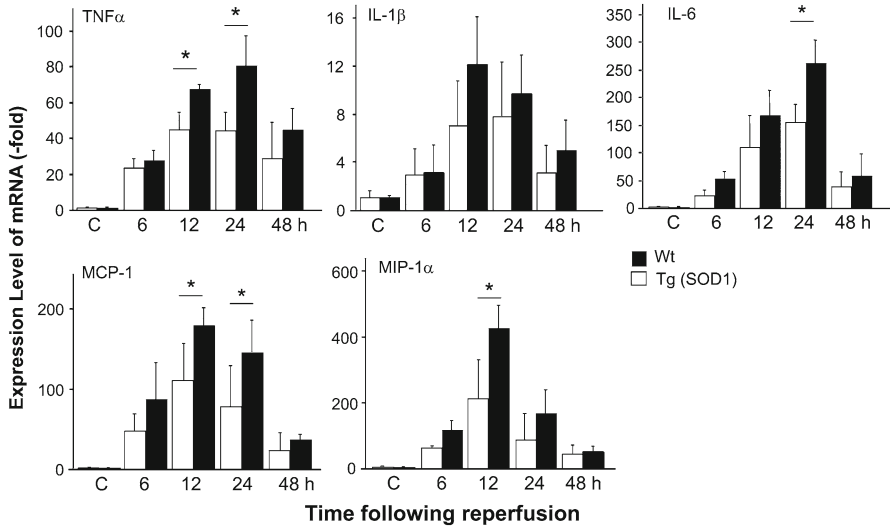 TNFα
100
80
60
40
20
0
*
*
C 6 12 24 48 h
IL-1β
16
12
8
4
0
C 6 12 24 48 h
IL-6
350
300
250
200
150
100
50
0
*
C 6 12 24 48 h
Expression Level of mRNA (-fold)
MCP-1
200
100
0
*
*
C 6 12 24 48 h
MIP-1α
600
400
200
0
*
C 6 12 24 48 h
Wt
Tg (SOD1)
Time following reperfusion